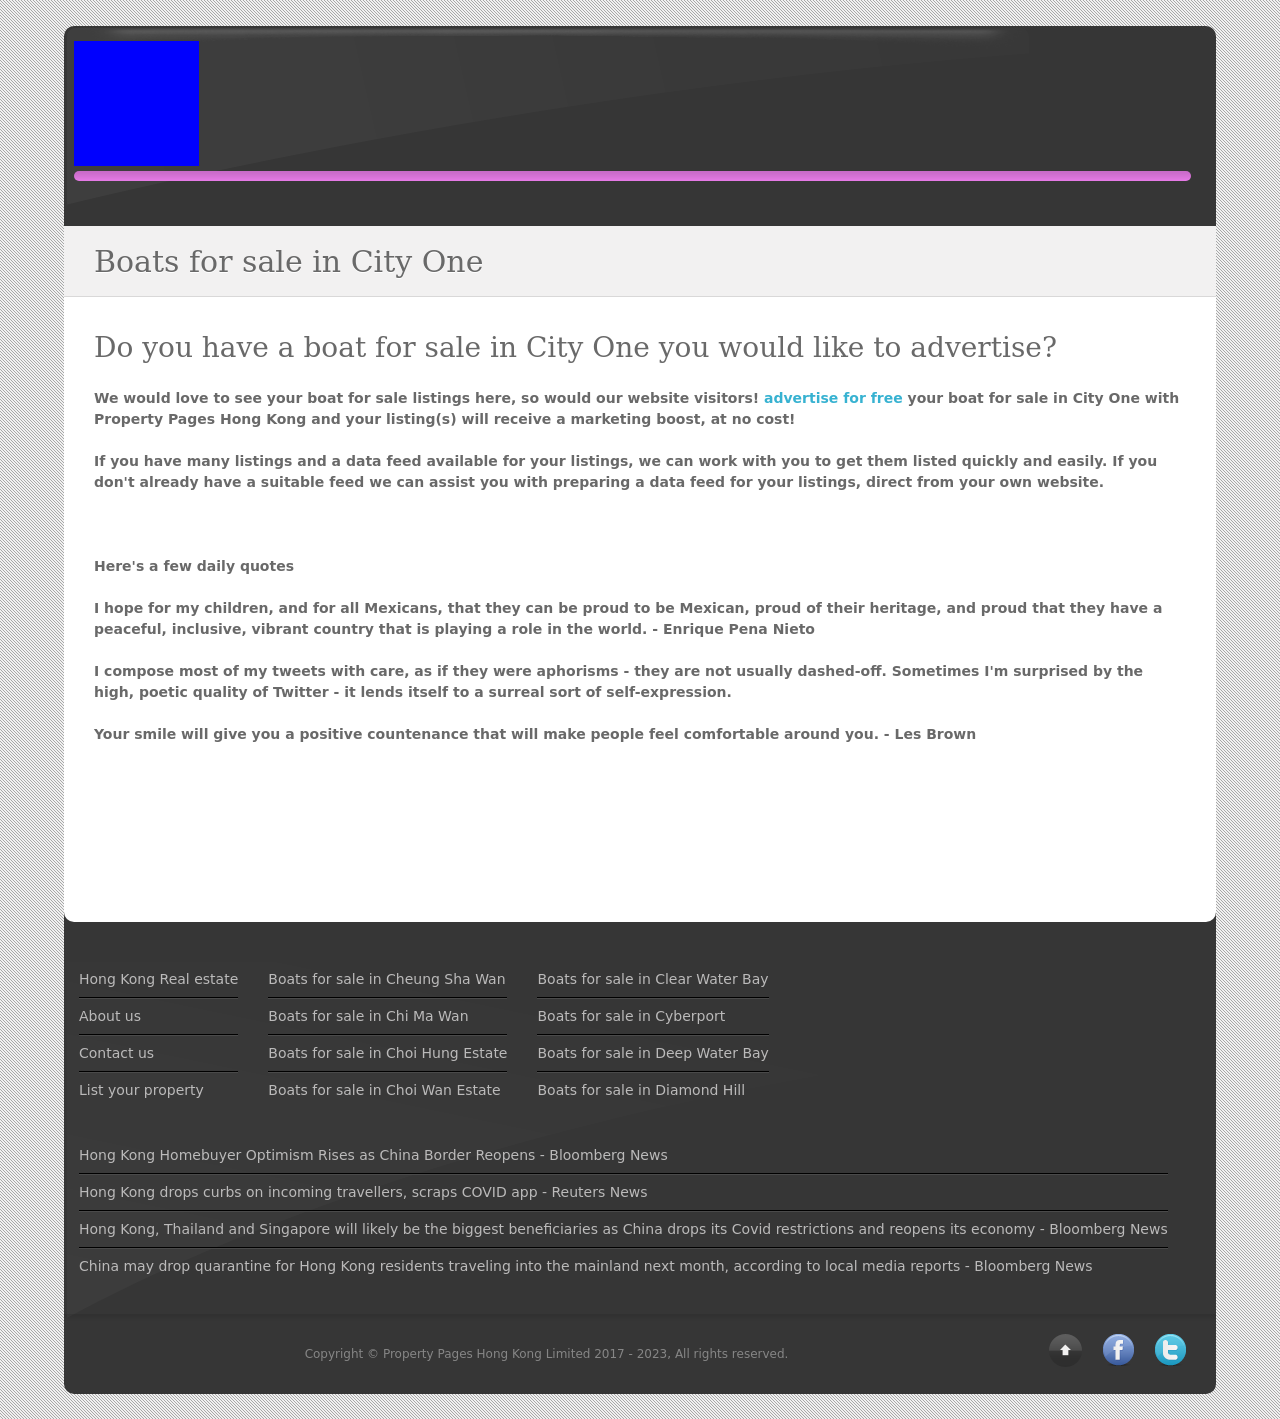 Boats for sale in City One
Do you have a boat for sale in City One you would like to advertise?
We would love to see your boat for sale listings here, so would our website visitors! advertise for free your boat for sale in City One with
Property Pages Hong Kong and your listing(s) will receive a marketing boost, at no cost!
If you have many listings and a data feed available for your listings, we can work with you to get them listed quickly and easily. If you
don't already have a suitable feed we can assist you with preparing a data feed for your listings, direct from your own website.
Here's a few daily quotes
I hope for my children, and for all Mexicans, that they can be proud to be Mexican, proud of their heritage, and proud that they have a
peaceful, inclusive, vibrant country that is playing a role in the world. - Enrique Pena Nieto
I compose most of my tweets with care, as if they were aphorisms - they are not usually dashed-off. Sometimes I'm surprised by the
high, poetic quality of Twitter - it lends itself to a surreal sort of self-expression.
Your smile will give you a positive countenance that will make people feel comfortable around you. - Les Brown
Hong Kong Real estate
About us
Contact us
List your property
Boats for sale in Cheung Sha Wan
Boats for sale in Chi Ma Wan
Boats for sale in Choi Hung Estate
Boats for sale in Choi Wan Estate
Boats for sale in Clear Water Bay
Boats for sale in Cyberport
Boats for sale in Deep Water Bay
Boats for sale in Diamond Hill
Hong Kong Homebuyer Optimism Rises as China Border Reopens - Bloomberg News
Hong Kong drops curbs on incoming travellers, scraps COVID app - Reuters News
Hong Kong, Thailand and Singapore will likely be the biggest beneficiaries as China drops its Covid restrictions and reopens its economy - Bloomberg News
China may drop quarantine for Hong Kong residents traveling into the mainland next month, according to local media reports - Bloomberg News
Copyright © Property Pages Hong Kong Limited 2017 - 2023, All rights reserved.